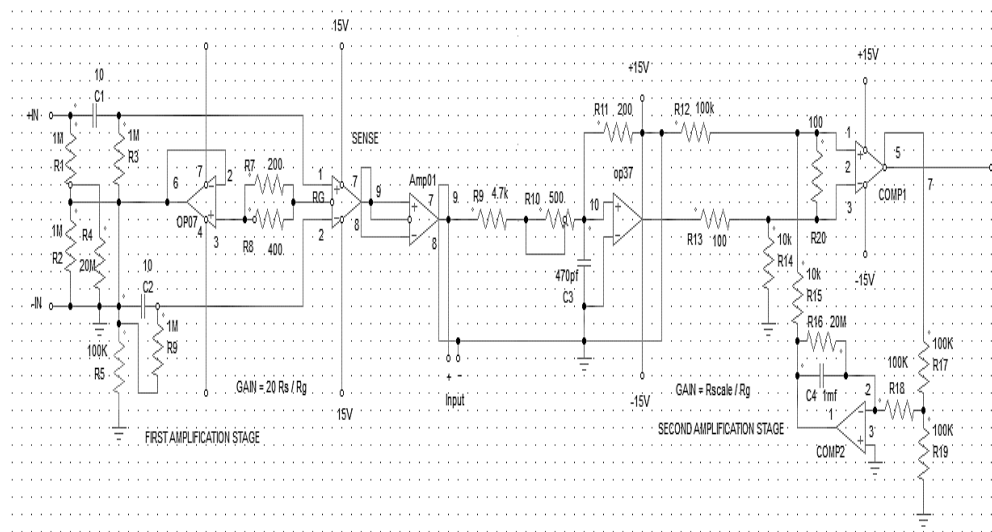 15V
+15V
+15V
10
C1
+IN
1M
R1
1M
R3
SENSE
R11 200
R12 100k
100
1
2
3
5
7
COMP1
6
7
2
R7
200
RG
1
7
9
Amp01
7
9
R9 4.7k
R10 500
10
op37
OP07
4
3
R8
400
2
8
8
R13
100
R20
1M
R2
R4
20M
10
C2
470pf
C3
10k
R14
10k
R15
-15V
-IN
1M
R9
100K
R5
R16 20M
100K
R17
GAIN = 20 Rs / Rg
+ -
Input
GAIN = Rscale / Rg
C4 1mf
100K
R18
15V
-15V
1
2
3
100K
R19
FIRST AMPLIFICATION STAGE
SECOND AMPLIFICATION STAGE
COMP2